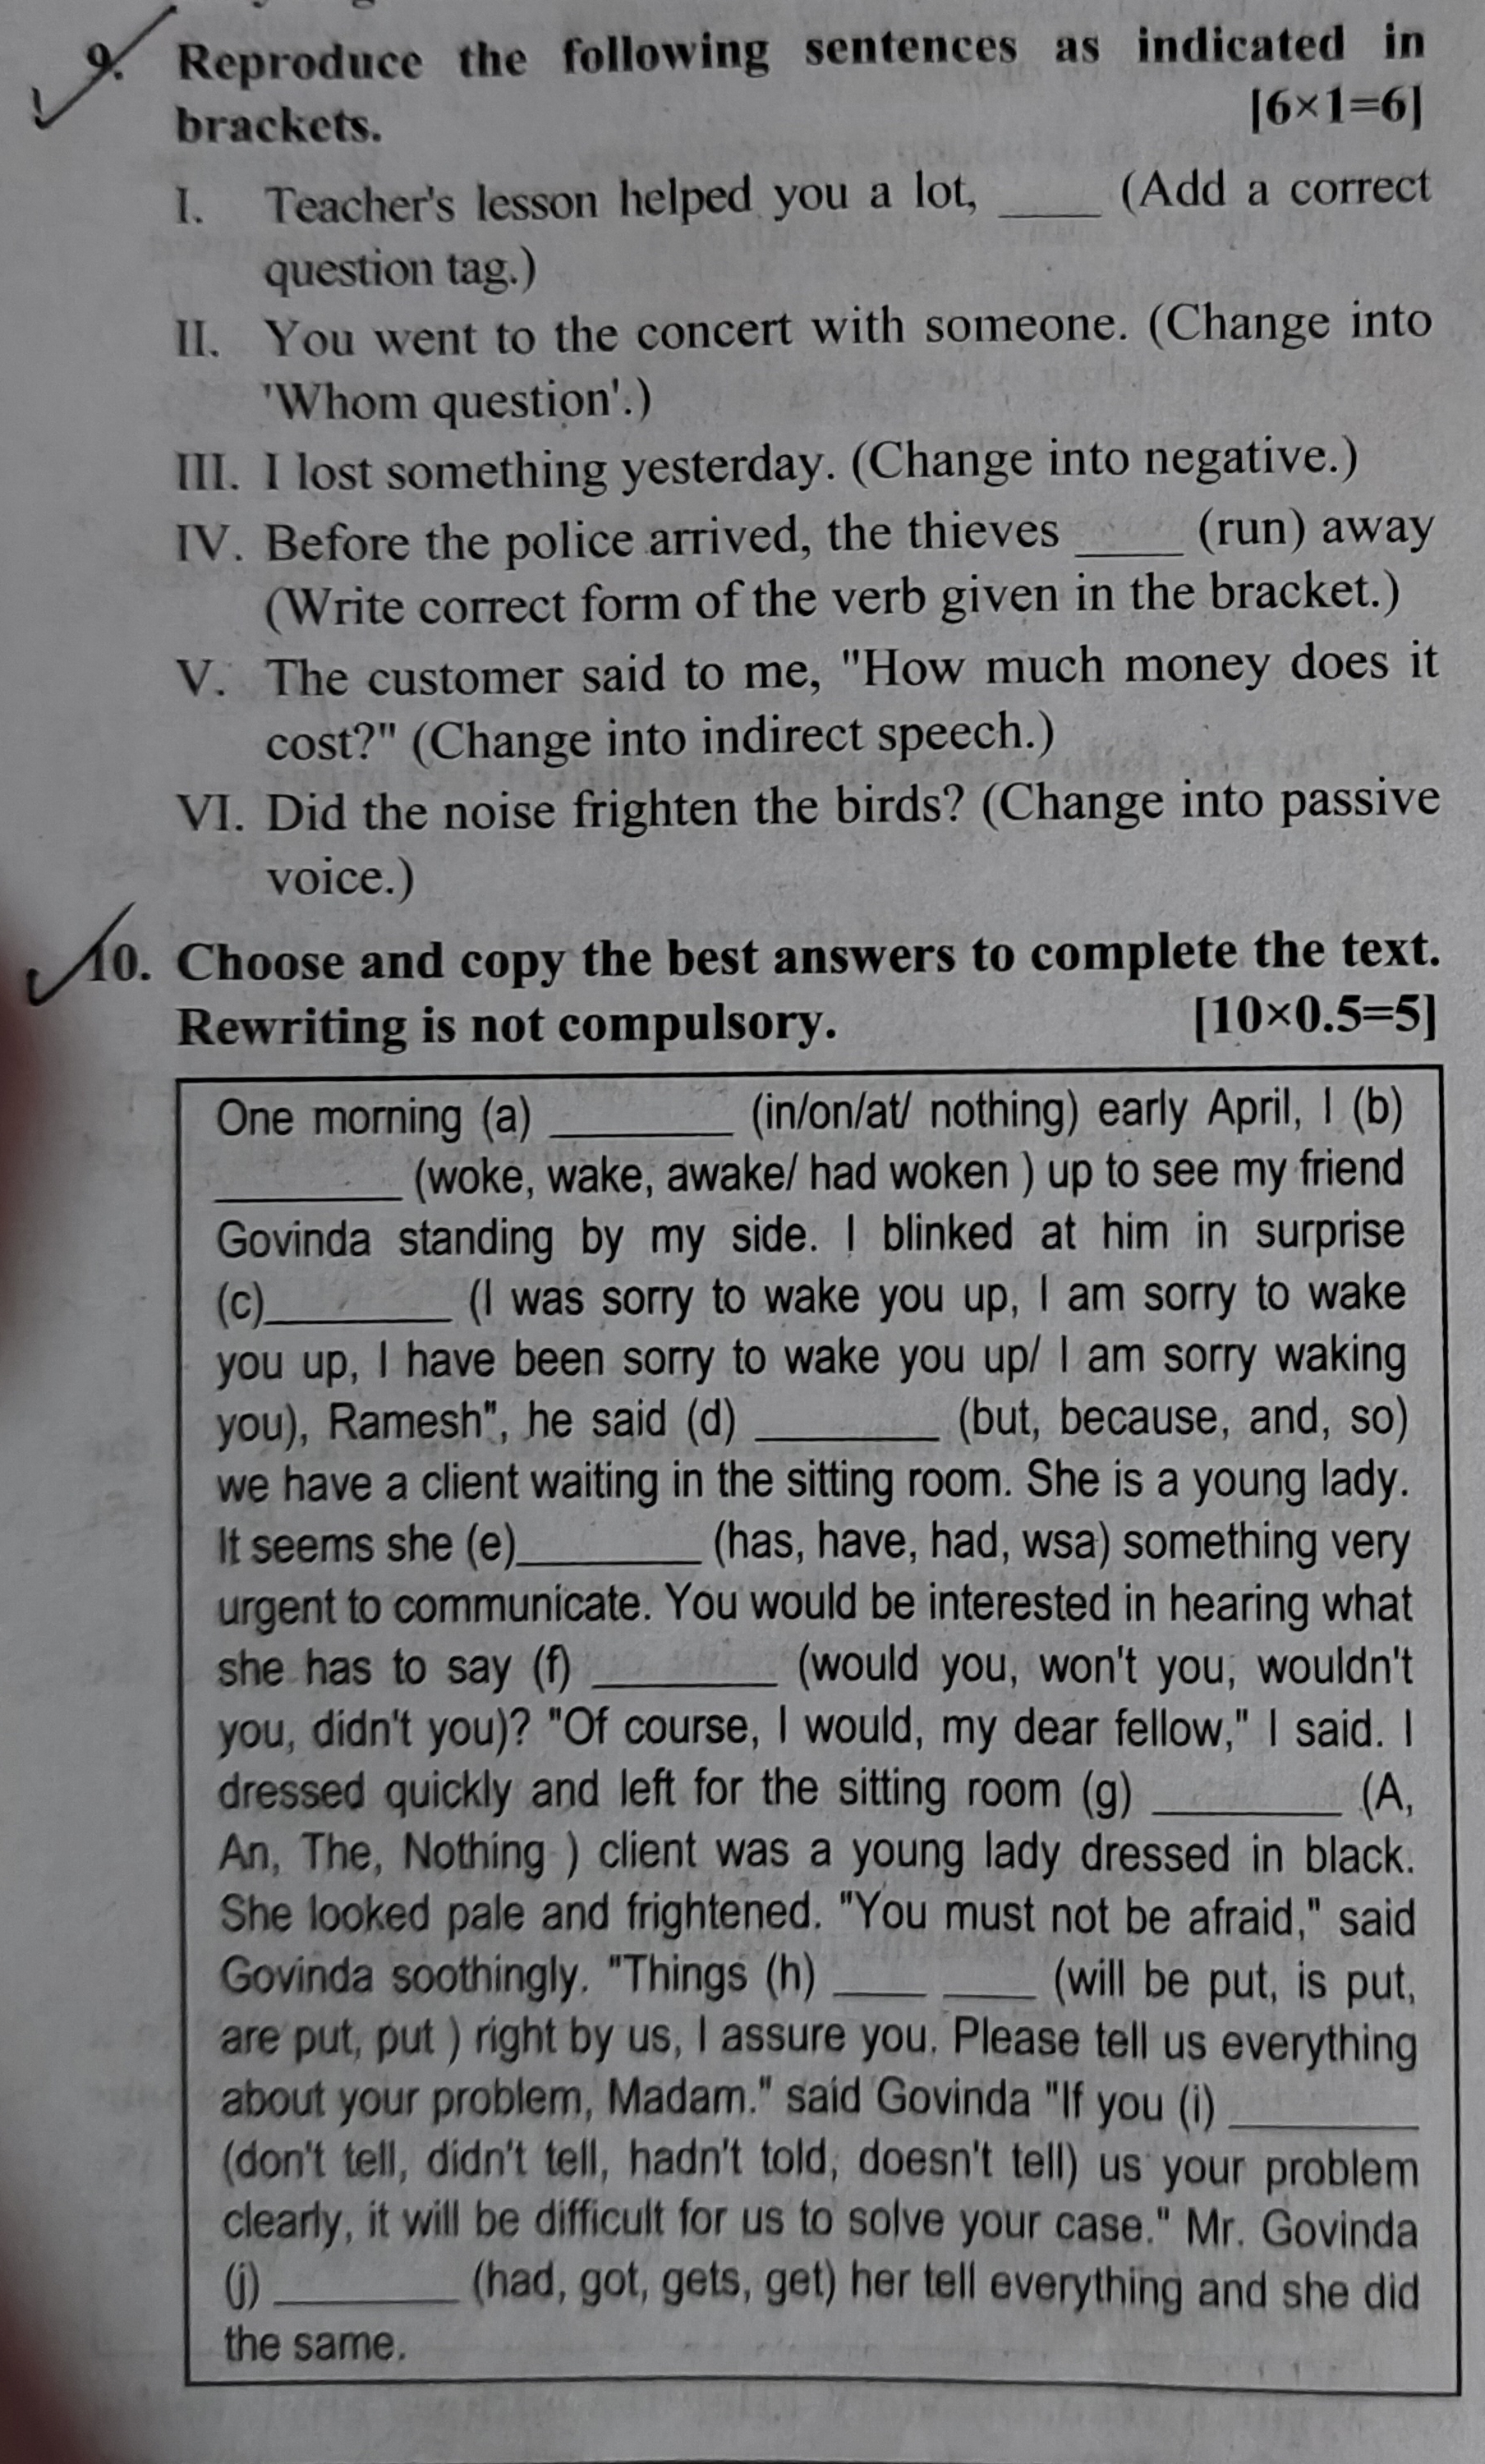 9. Reproduce the following sentences as indicated in
brackets. [6×1=6]
I. Teacher's lesson helped you a lot, ____ (Add a correct
question tag.)
II. You went to the concert with someone. (Change into
'Whom question'.)
III. I lost something yesterday. (Change into negative.)
IV. Before the police arrived, the thieves ____ (run) away
(Write correct form of the verb given in the bracket.)
V. The customer said to me, "How much money does it
cost?" (Change into indirect speech.)
VI. Did the noise frighten the birds? (Change into passive
voice.)
10. Choose and copy the best answers to complete the text.
Rewriting is not compulsory. [10×0.5=5]
One morning (a) ________ (in/on/at/ nothing) early April, I (b)
________ (woke, wake, awake/ had woken ) up to see my friend
Govinda standing by my side. I blinked at him in surprise
(c)________ (I was sorry to wake you up, I am sorry to wake
you up, I have been sorry to wake you up/ I am sorry waking
you), Ramesh", he said (d) ________ (but, because, and, so)
we have a client waiting in the sitting room. She is a young lady.
It seems she (e)________ (has, have, had, wsa) something very
urgent to communicate. You would be interested in hearing what
she has to say (f) ________ (would you, won't you, wouldn't
you, didn't you)? "Of course, I would, my dear fellow," I said. I
dressed quickly and left for the sitting room (g) ________ (A,
An, The, Nothing ) client was a young lady dressed in black.
She looked pale and frightened. "You must not be afraid," said
Govinda soothingly. "Things (h) ____ ____ (will be put, is put,
are put, put ) right by us, I assure you. Please tell us everything
about your problem, Madam." said Govinda "If you (i) ________
(don't tell, didn't tell, hadn't told, doesn't tell) us your problem
clearly, it will be difficult for us to solve your case." Mr. Govinda
(j) ________ (had, got, gets, get) her tell everything and she did
the same.